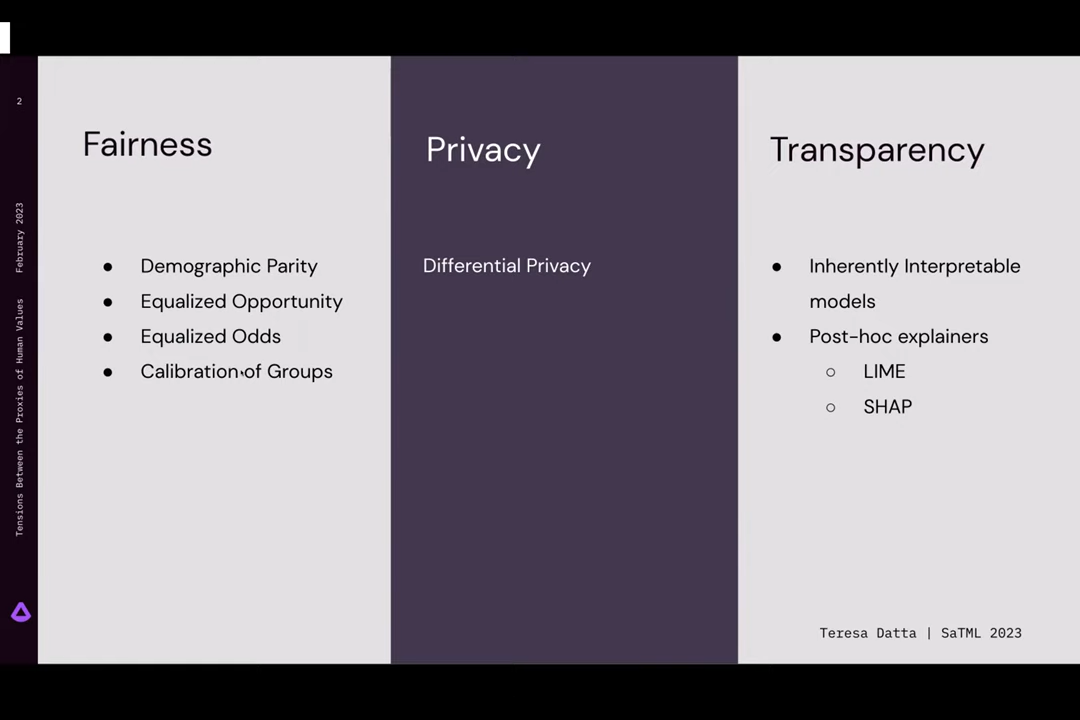 2
February 2023
Tensions Between the Proxies of Human Values
Fairness
Demographic Parity
Equalized Opportunity
Equalized Odds
Calibration of Groups
Privacy
Differential Privacy
Transparency
Inherently Interpretable
models
Post-hoc explainers
LIME
SHAP
Teresa Datta | SaTML 2023